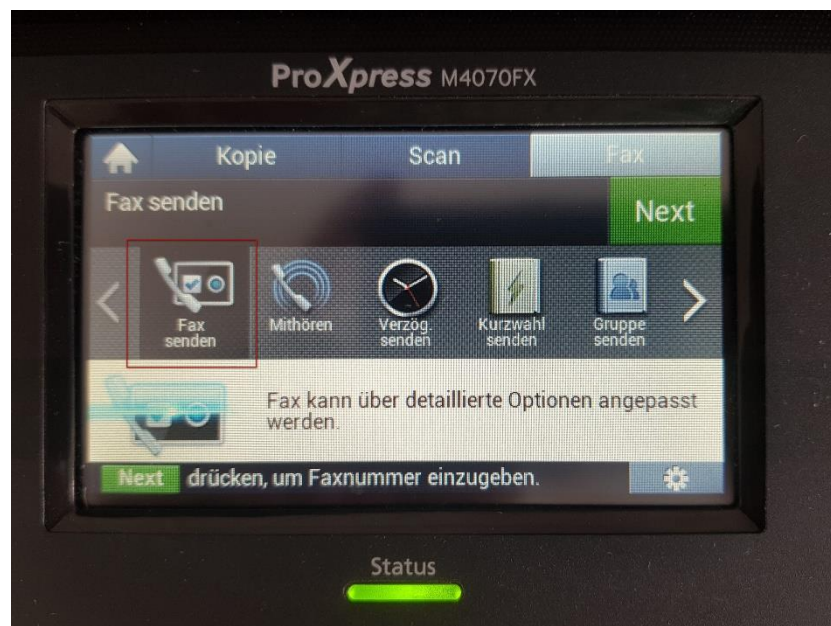 ProXpress M4070FX
Kopie Scan Fax
Fax senden
Next
Fax
senden
Mithören
Verzög.
senden
Kurzwahl
senden
Gruppe
senden
Fax kann über detaillierte Optionen angepasst
werden.
Next drücken, um Faxnummer einzugeben.
Status